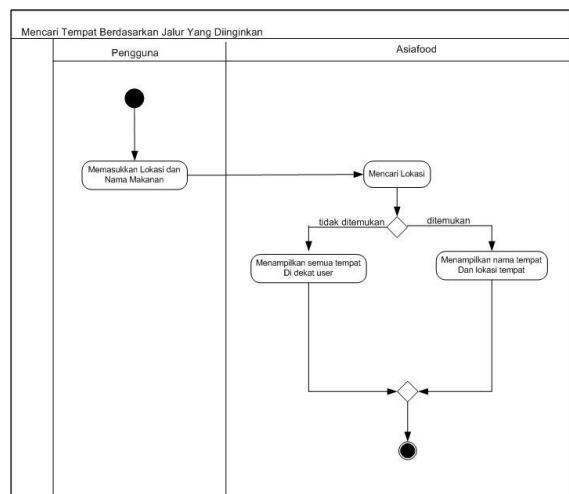 Mencari Tempat Berdasarkan Jalur Yang Diinginkan
Pengguna
Asiafood
Memasukkan Lokasi dan
Nama Makanan
Mencari Lokasi
tidak ditemukan
ditemukan
Menampilkan semua tempat
Di dekat user
Menampilkan nama tempat
Dan lokasi tempat